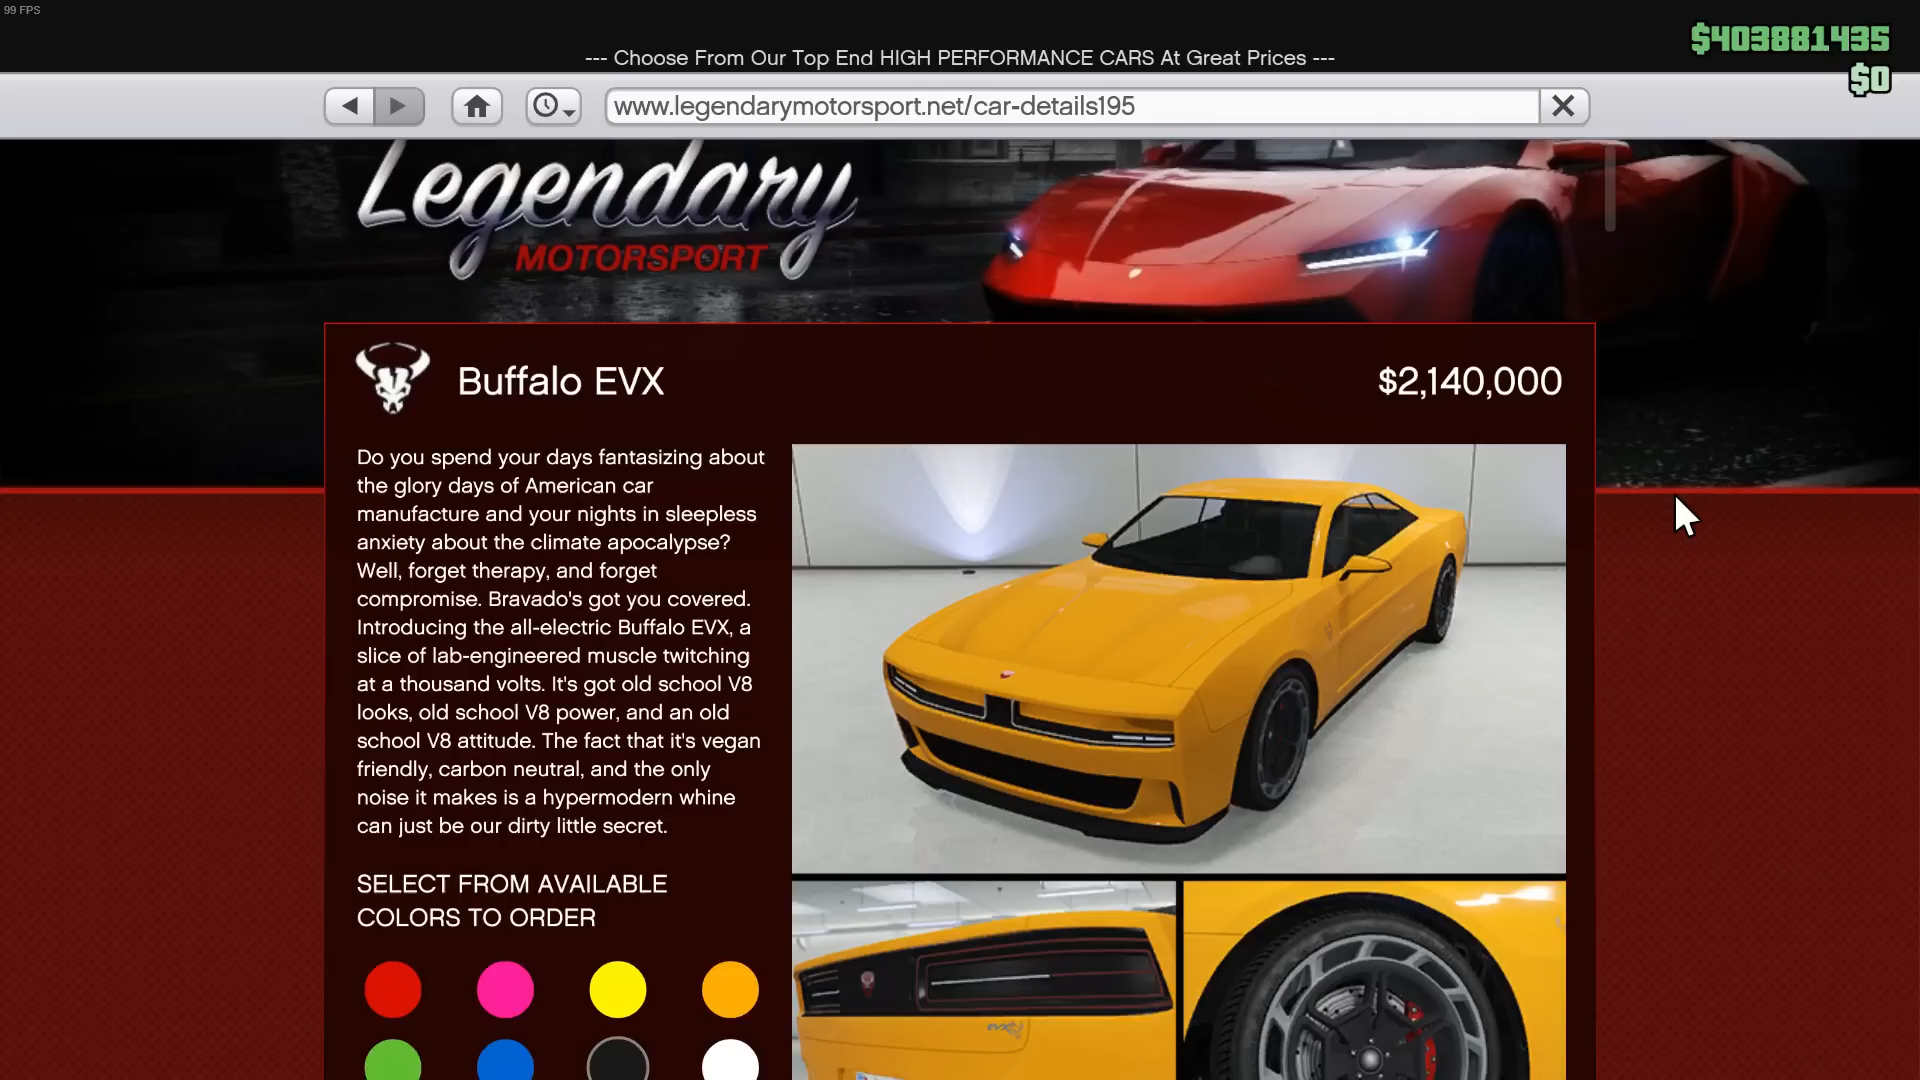 99 FPS
$403881435
$0
--- Choose From Our Top End HIGH PERFORMANCE CARS At Great Prices ---
www.legendarymotorsport.net/car-details195
Legendary
MOTORSPORT
Buffalo EVX
$2,140,000
Do you spend your days fantasizing about
the glory days of American car
manufacture and your nights in sleepless
anxiety about the climate apocalypse?
Well, forget therapy, and forget
compromise. Bravado's got you covered.
Introducing the all-electric Buffalo EVX, a
slice of lab-engineered muscle twitching
at a thousand volts. It's got old school V8
looks, old school V8 power, and an old
school V8 attitude. The fact that it's vegan
friendly, carbon neutral, and the only
noise it makes is a hypermodern whine
can just be our dirty little secret.
SELECT FROM AVAILABLE
COLORS TO ORDER
EVX